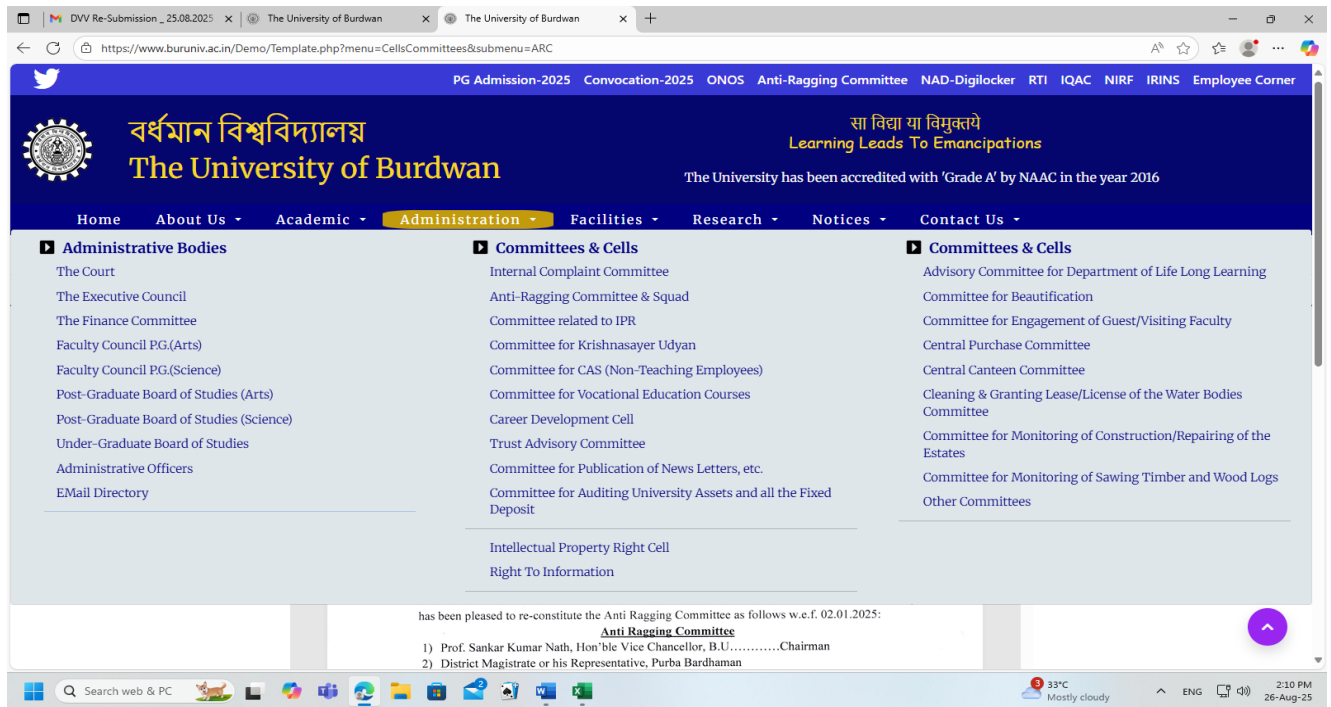 DVV Re-Submission _ 25.08.2025
The University of Burdwan
The University of Burdwan
https://www.buruniv.ac.in/Demo/Template.php?menu=CellsCommittees&submenu=ARC
PG Admission-2025 Convocation-2025 ONOS Anti-Ragging Committee NAD-Digilocker RTI IQAC NIRF IRINS Employee Corner
বর্ধমান বিশ্ববিদ্যালয়
The University of Burdwan
सा विद्या या विमुक्तये
Learning Leads To Emancipations
The University has been accredited with 'Grade A' by NAAC in the year 2016
Home About Us Academic Administration Facilities Research Notices Contact Us
Administrative Bodies
The Court
The Executive Council
The Finance Committee
Faculty Council P.G.(Arts)
Faculty Council P.G.(Science)
Post-Graduate Board of Studies (Arts)
Post-Graduate Board of Studies (Science)
Under-Graduate Board of Studies
Administrative Officers
EMail Directory
Committees & Cells
Internal Complaint Committee
Anti-Ragging Committee & Squad
Committee related to IPR
Committee for Krishnasayer Udyan
Committee for CAS (Non-Teaching Employees)
Committee for Vocational Education Courses
Career Development Cell
Trust Advisory Committee
Committee for Publication of News Letters, etc.
Committee for Auditing University Assets and all the Fixed
Deposit
Intellectual Property Right Cell
Right To Information
Committees & Cells
Advisory Committee for Department of Life Long Learning
Committee for Beautification
Committee for Engagement of Guest/Visiting Faculty
Central Purchase Committee
Central Canteen Committee
Cleaning & Granting Lease/License of the Water Bodies
Committee
Committee for Monitoring of Construction/Repairing of the
Estates
Committee for Monitoring of Sawing Timber and Wood Logs
Other Committees
has been pleased to re-constitute the Anti Ragging Committee as follows w.e.f. 02.01.2025:
Anti Ragging Committee
1) Prof. Sankar Kumar Nath, Hon'ble Vice Chancellor, B.U............Chairman
2) District Magistrate or his Representative, Purba Bardhaman
Search web & PC
2
3
33°C
Mostly cloudy
ENG
2:10 PM
26-Aug-25